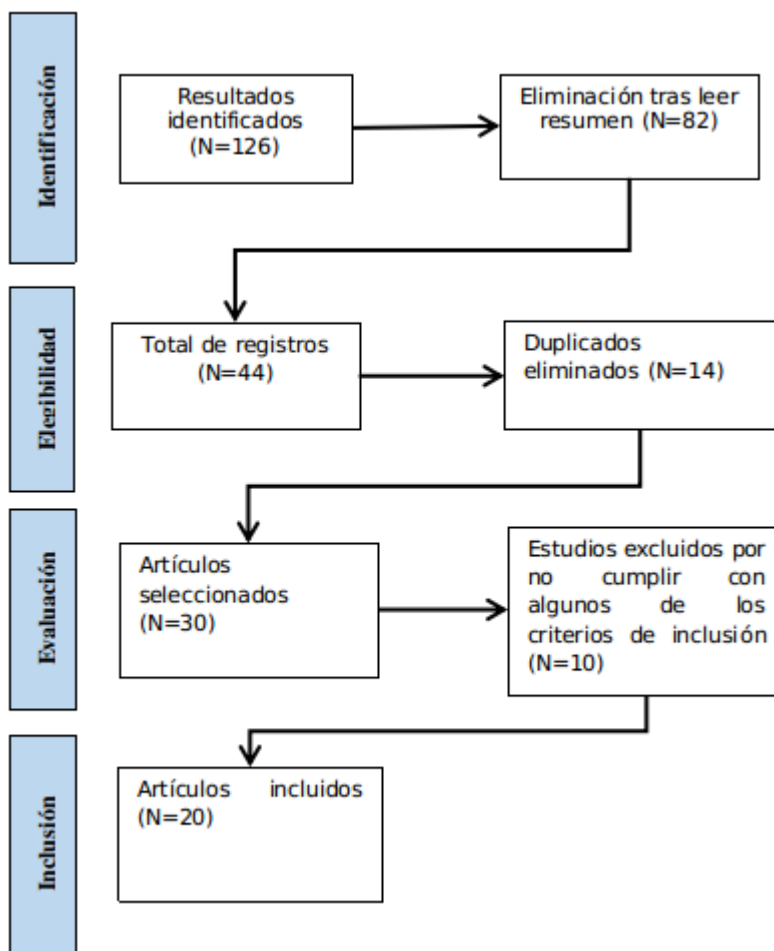 Identificación
Resultados
identificados
(N=126)
Eliminación tras leer
resumen (N=82)
Elegibilidad
Total de registros
(N=44)
Duplicados
eliminados (N=14)
Evaluación
Artículos
seleccionados
(N=30)
Estudios excluidos por
no cumplir con
algunos de los
criterios de inclusión
(N=10)
Inclusión
Artículos incluidos
(N=20)